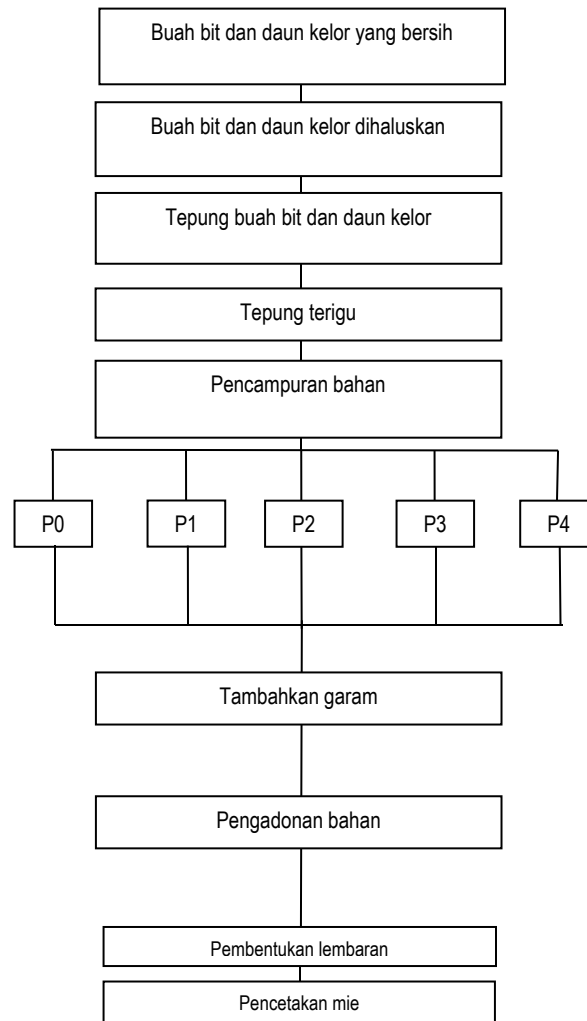 Buah bit dan daun kelor yang bersih
Buah bit dan daun kelor dihaluskan
Tepung buah bit dan daun kelor
Tepung terigu
Pencampuran bahan
P0 P1 P2 P3 P4
Tambahkan garam
Pengadonan bahan
Pembentukan lembaran
Pencetakan mie